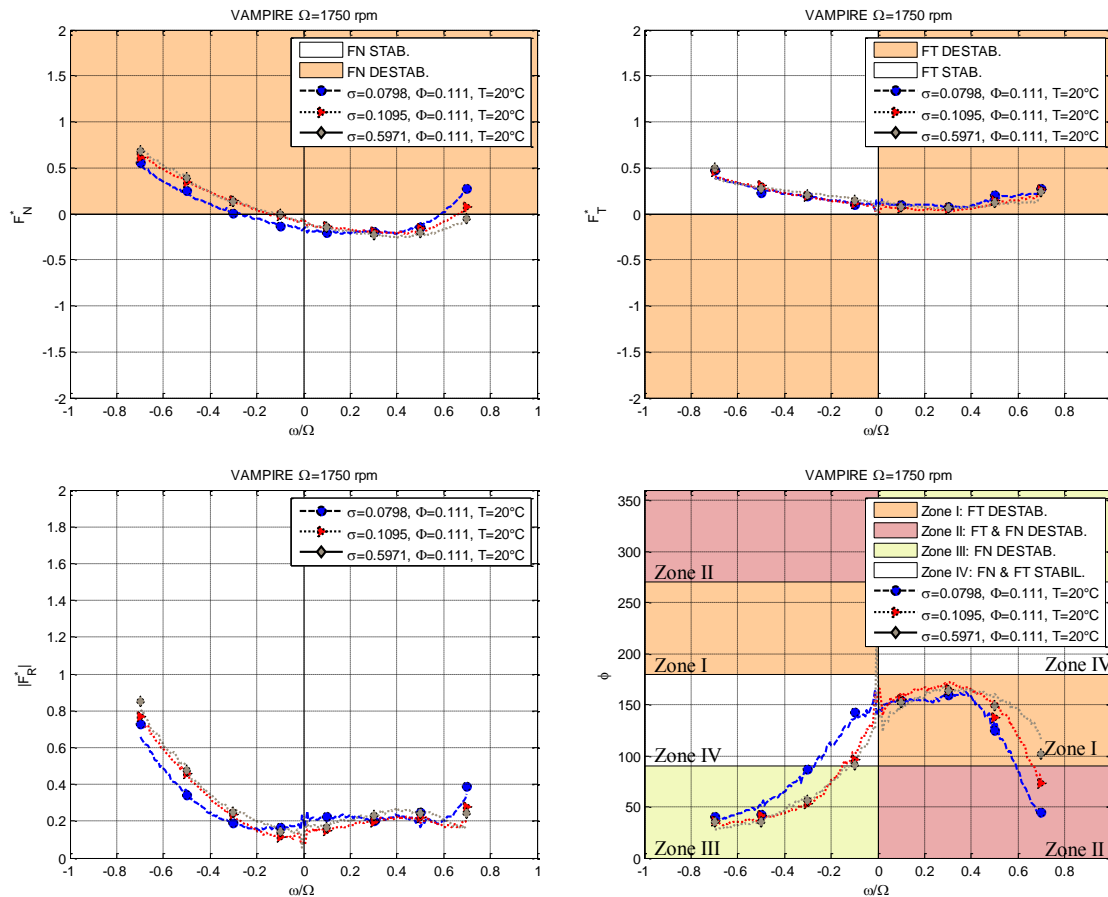 VAMPIRE Ω=1750 rpm
FN STAB.
FN DESTAB.
σ=0.0798, Φ=0.111, T=20°C
σ=0.1095, Φ=0.111, T=20°C
σ=0.5971, Φ=0.111, T=20°C
2
1.5
1
0.5
0
-0.5
-1
-1.5
-2
F*N
-1 -0.8 -0.6 -0.4 -0.2 0 0.2 0.4 0.6 0.8 1
ω/Ω
VAMPIRE Ω=1750 rpm
FT DESTAB.
FT STAB.
σ=0.0798, Φ=0.111, T=20°C
σ=0.1095, Φ=0.111, T=20°C
σ=0.5971, Φ=0.111, T=20°C
2
1.5
1
0.5
0
-0.5
-1
-1.5
-2
F*T
-1 -0.8 -0.6 -0.4 -0.2 0 0.2 0.4 0.6 0.8
ω/Ω
VAMPIRE Ω=1750 rpm
σ=0.0798, Φ=0.111, T=20°C
σ=0.1095, Φ=0.111, T=20°C
σ=0.5971, Φ=0.111, T=20°C
2
1.8
1.6
1.4
1.2
1
0.8
0.6
0.4
0.2
0
|F*R|
-1 -0.8 -0.6 -0.4 -0.2 0 0.2 0.4 0.6 0.8 1
ω/Ω
VAMPIRE Ω=1750 rpm
Zone I: FT DESTAB.
Zone II: FT & FN DESTAB.
Zone III: FN DESTAB.
Zone IV: FN & FT STABIL.
σ=0.0798, Φ=0.111, T=20°C
σ=0.1095, Φ=0.111, T=20°C
σ=0.5971, Φ=0.111, T=20°C
350
300
250
200
150
100
50
0
ϕ
Zone II
Zone I
Zone IV
Zone IV
Zone I
Zone III
Zone II
-1 -0.8 -0.6 -0.4 -0.2 0 0.2 0.4 0.6 0.8
ω/Ω